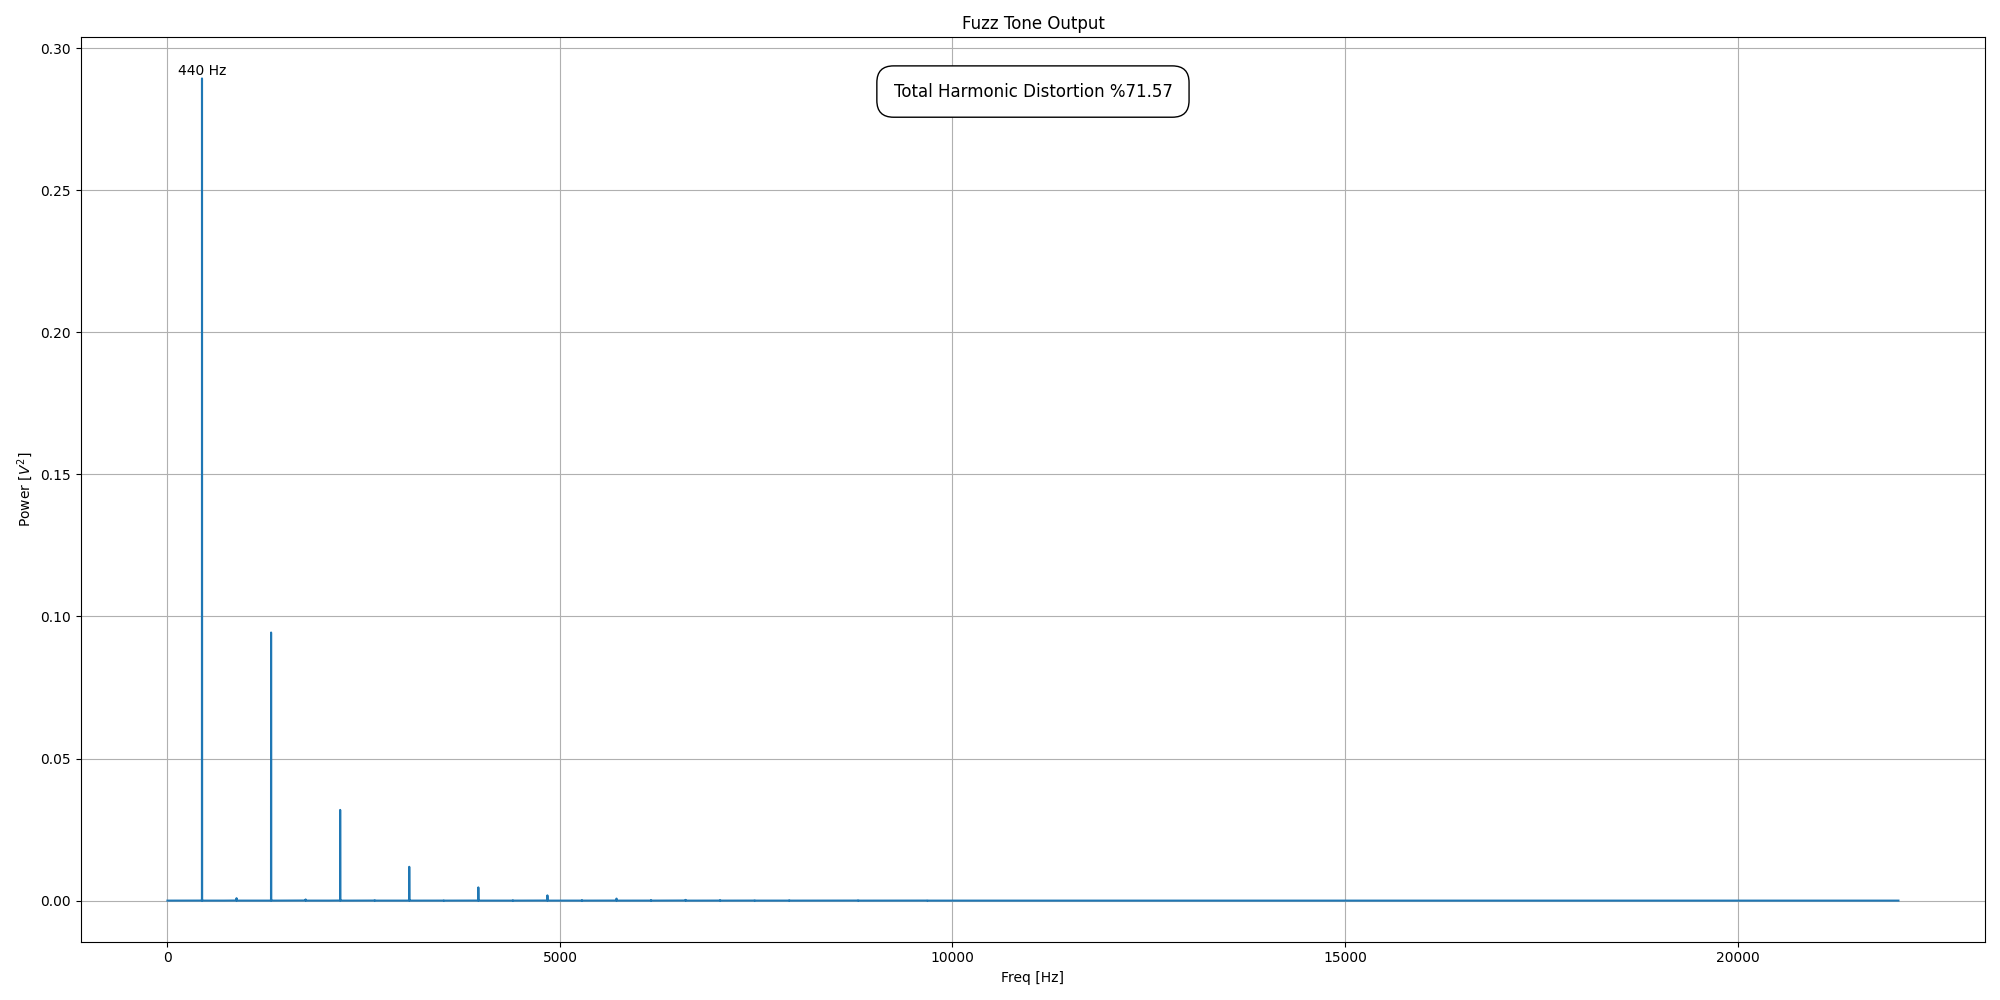 Fuzz Tone Output
0.30
440 Hz
Total Harmonic Distortion %71.57
0.25
0.20
0.15
0.10
0.05
0.00
Power [V²]
0 5000 10000 15000 20000
Freq [Hz]